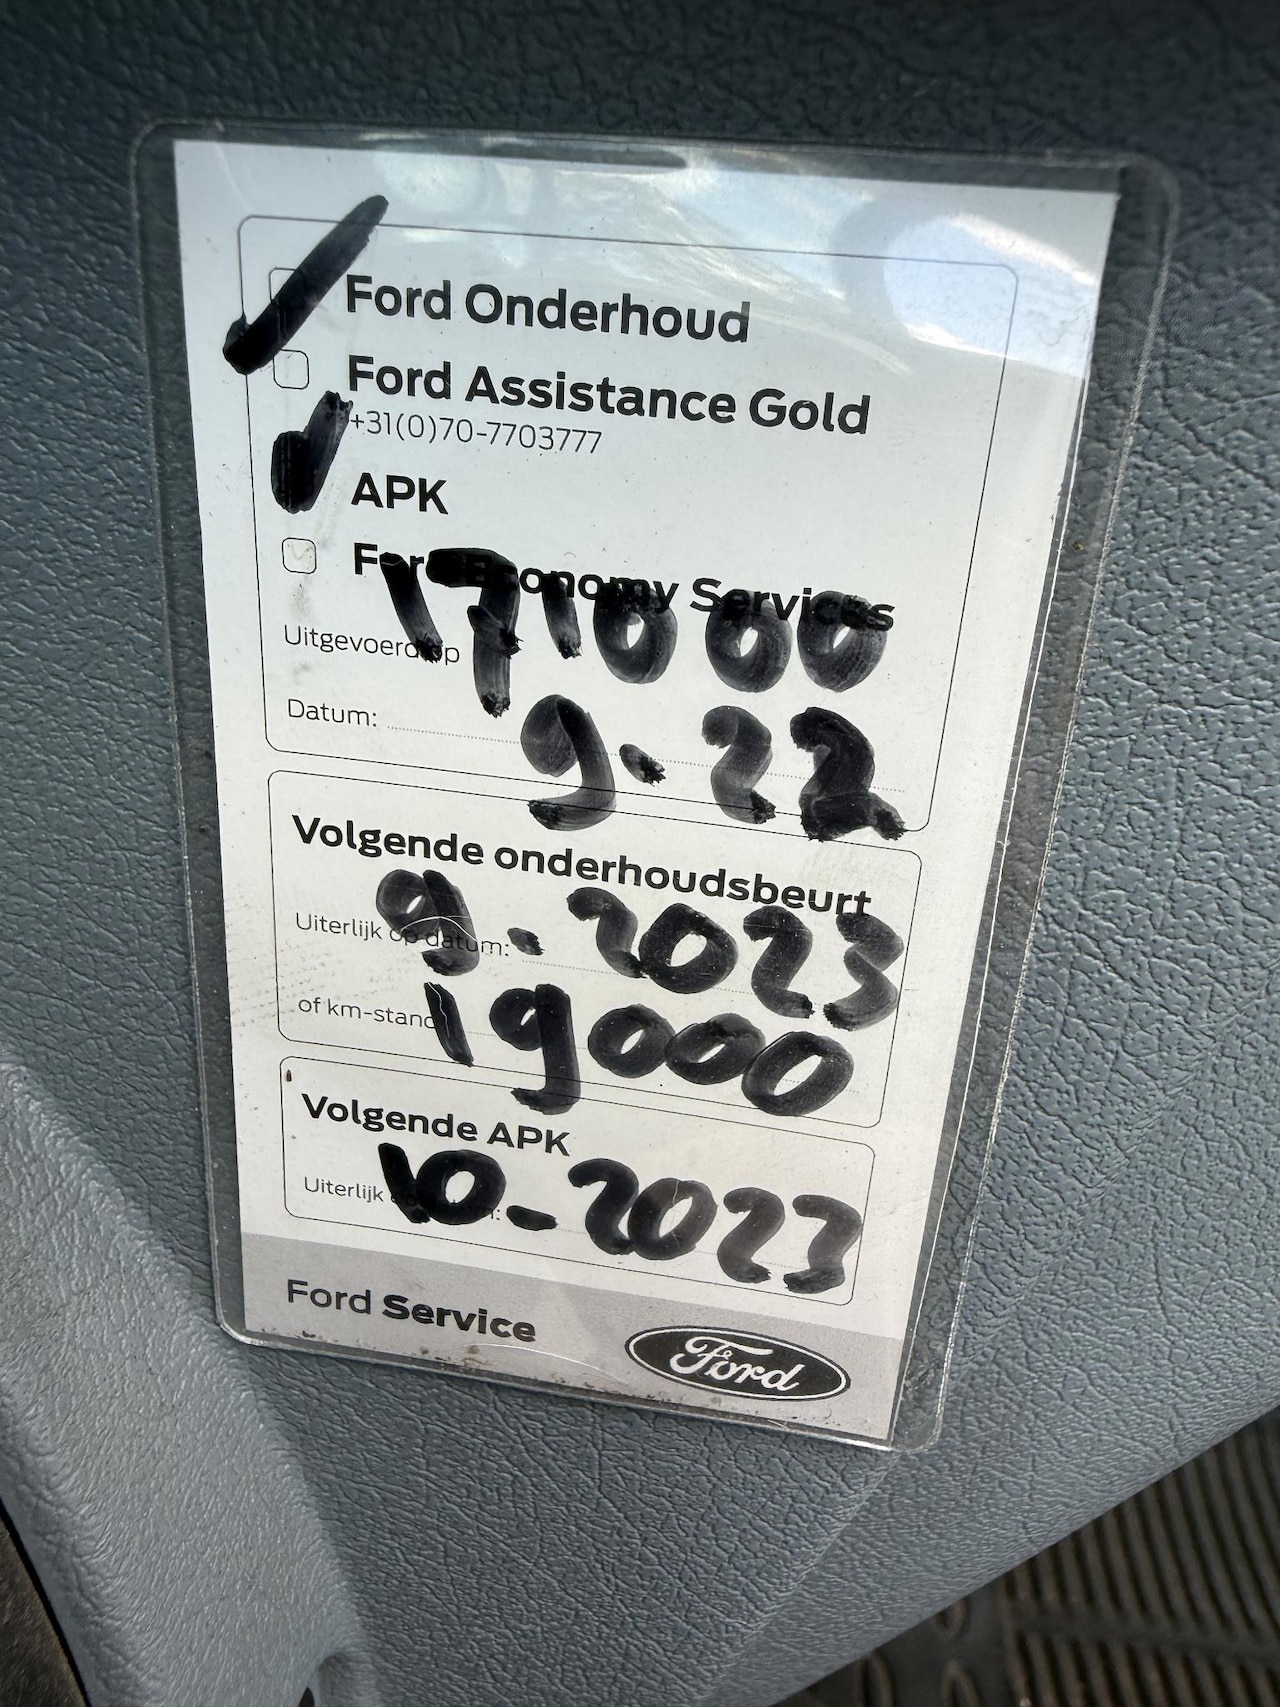 Ford Onderhoud
Ford Assistance Gold
+31(0)70-7703777
APK
Ford Economy Services
171000
Uitgevoerd op
Datum: 9.22
Volgende onderhoudsbeurt
Uiterlijk op datum: 9.2023
of km-stand 19000
Volgende APK
Uiterlijk 10-2023
Ford Service
Ford